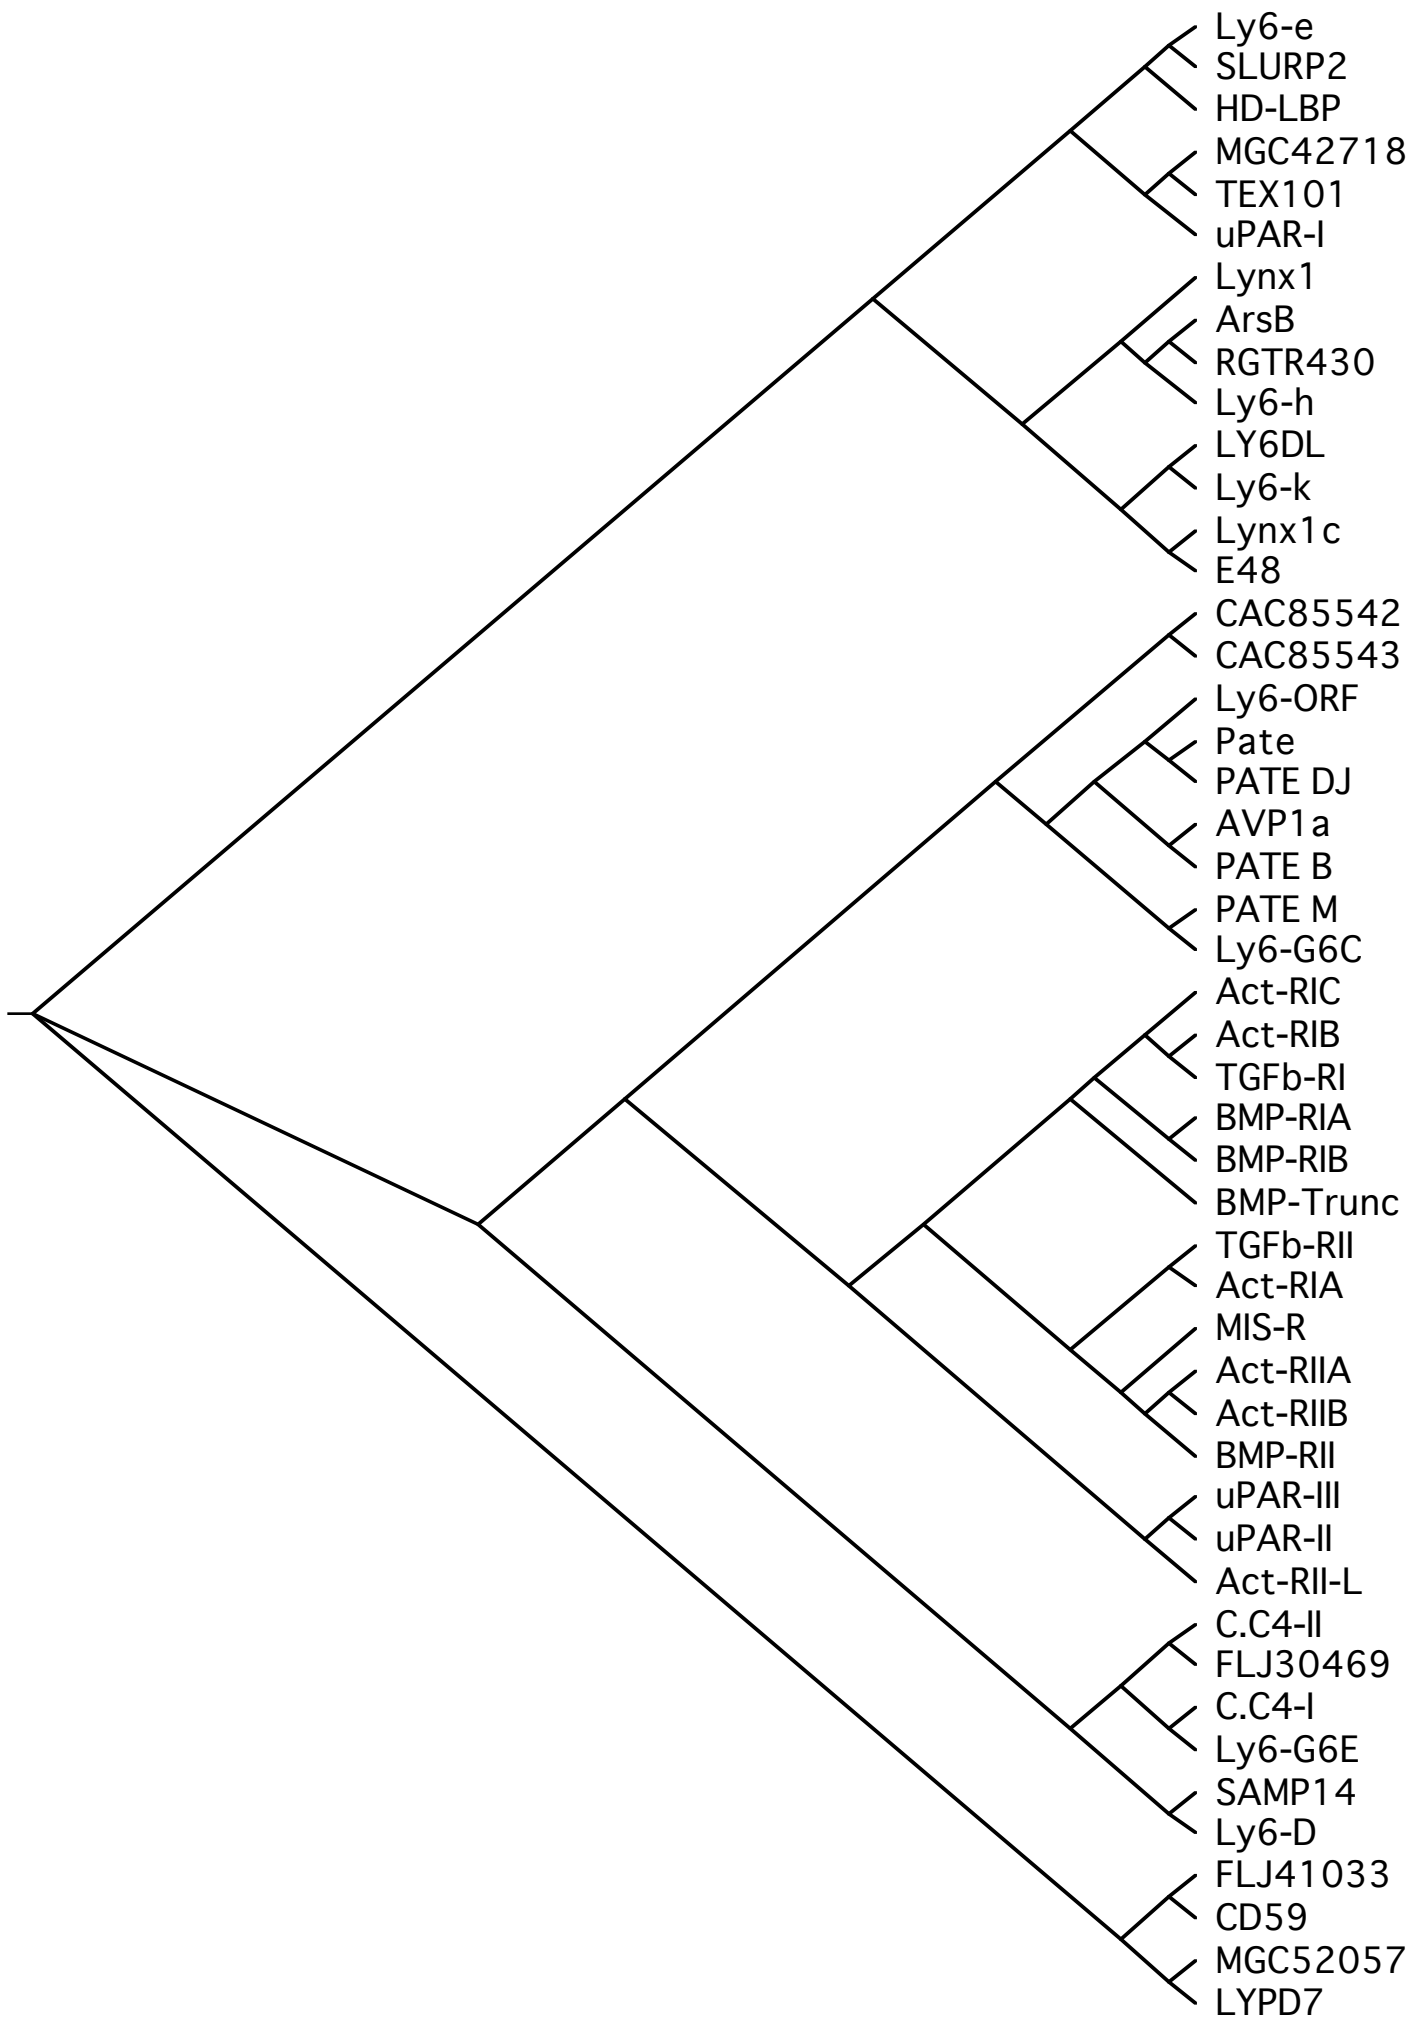 Ly6-e
SLURP2
HD-LBP
MGC42718
TEX101
uPAR-I
Lynx1
ArsB
RGTR430
Ly6-h
LY6DL
Ly6-k
Lynx1c
E48
CAC85542
CAC85543
Ly6-ORF
Pate
PATE DJ
AVP1a
PATE B
PATE M
Ly6-G6C
Act-RIC
Act-RIB
TGFb-RI
BMP-RIA
BMP-RIB
BMP-Trunc
TGFb-RII
Act-RIA
MIS-R
Act-RIIA
Act-RIIB
BMP-RII
uPAR-III
uPAR-II
Act-RII-L
C.C4-II
FLJ30469
C.C4-I
Ly6-G6E
SAMP14
Ly6-D
FLJ41033
CD59
MGC52057
LYPD7